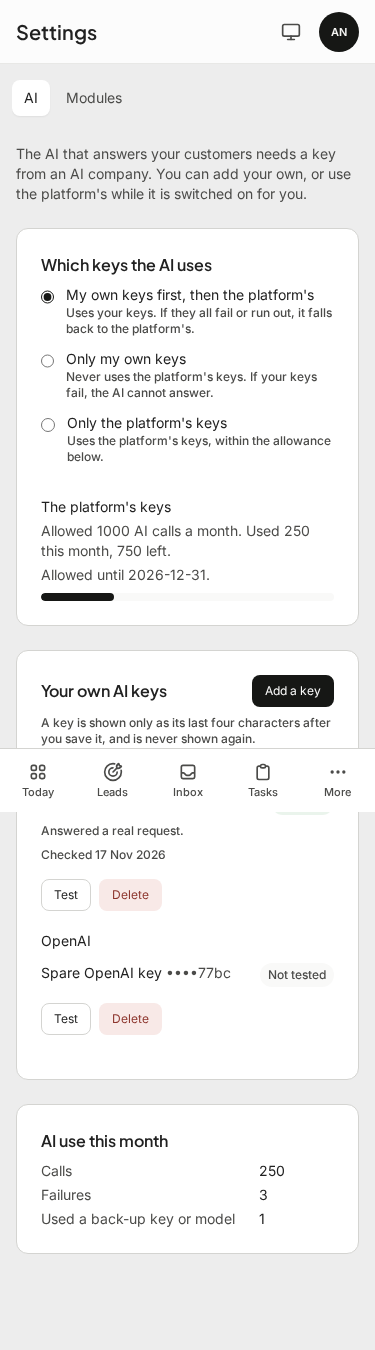 Settings
AN
AI
Modules
The AI that answers your customers needs a key
from an AI company. You can add your own, or use
the platform's while it is switched on for you.
Which keys the AI uses
My own keys first, then the platform's
Uses your keys. If they all fail or run out, it falls
back to the platform's.
Only my own keys
Never uses the platform's keys. If your keys
fail, the AI cannot answer.
Only the platform's keys
Uses the platform's keys, within the allowance
below.
The platform's keys
Allowed 1000 AI calls a month. Used 250
this month, 750 left.
Allowed until 2026-12-31.
Your own AI keys
Add a key
A key is shown only as its last four characters after
you save it, and is never shown again.
Today
Leads
Inbox
Tasks
More
Answered a real request.
Checked 17 Nov 2026
Test
Delete
OpenAI
Spare OpenAI key ••••77bc
Not tested
Test
Delete
AI use this month
Calls 250
Failures 3
Used a back-up key or model 1